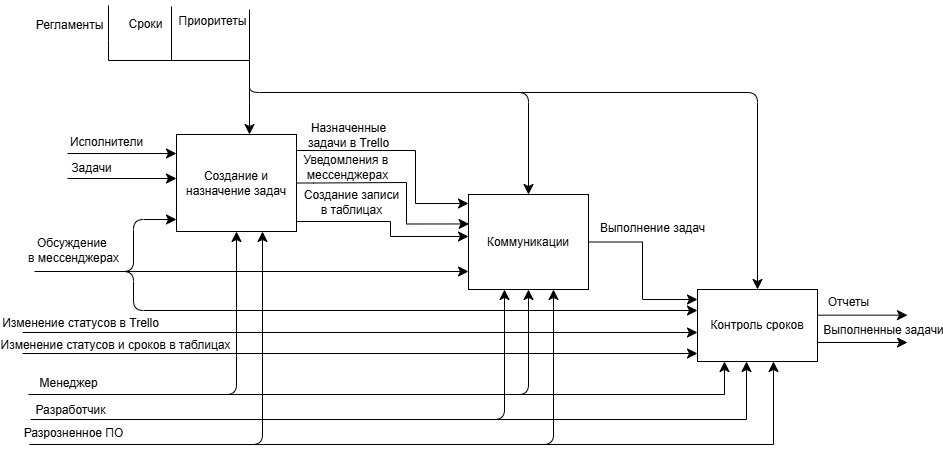 Регламенты
Сроки
Приоритеты
Исполнители
Задачи
Создание и
назначение задач
Назначенные
задачи в Trello
Уведомления в
мессенджерах
Создание записи
в таблицах
Обсуждение
в мессенджерах
Коммуникации
Выполнение задач
Изменение статусов в Trello
Изменение статусов и сроков в таблицах
Контроль сроков
Отчеты
Выполненные задачи
Менеджер
Разработчик
Разрозненное ПО